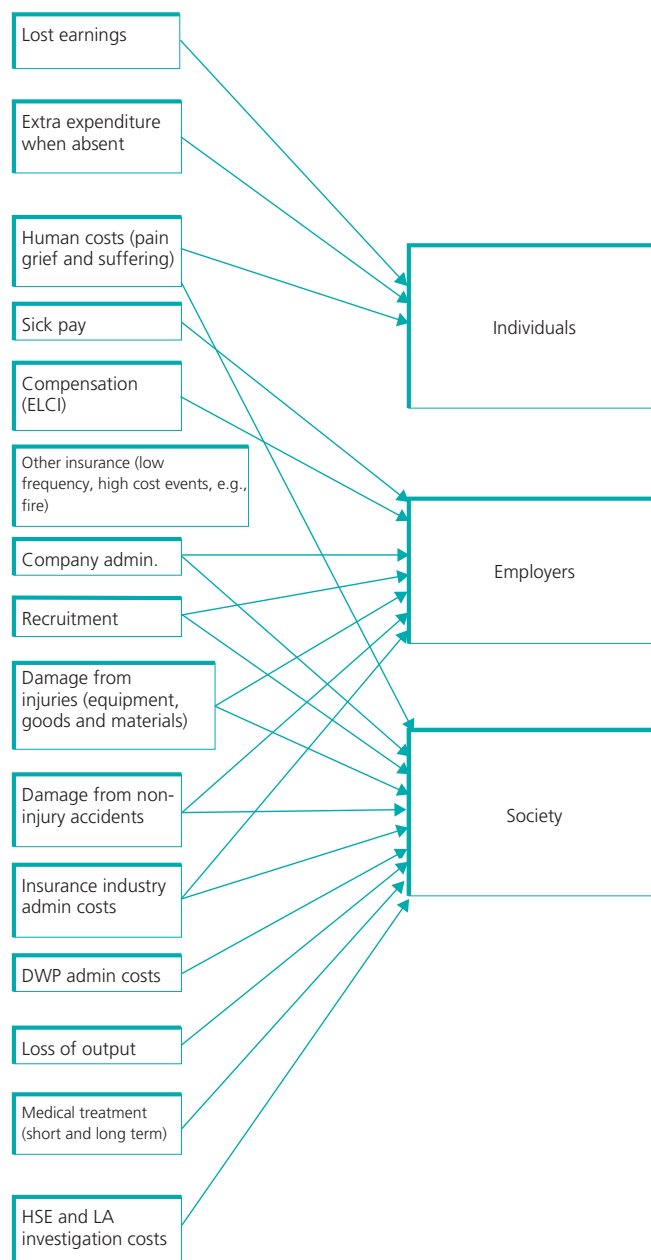 Lost earnings
Extra expenditure
when absent
Human costs (pain
grief and suffering)
Sick pay
Compensation
(ELCI)
Other insurance (low
frequency, high cost events, e.g.,
fire)
Company admin.
Recruitment
Damage from
injuries (equipment,
goods and materials)
Damage from non-
injury accidents
Insurance industry
admin costs
DWP admin costs
Loss of output
Medical treatment
(short and long term)
HSE and LA
investigation costs
Individuals
Employers
Society